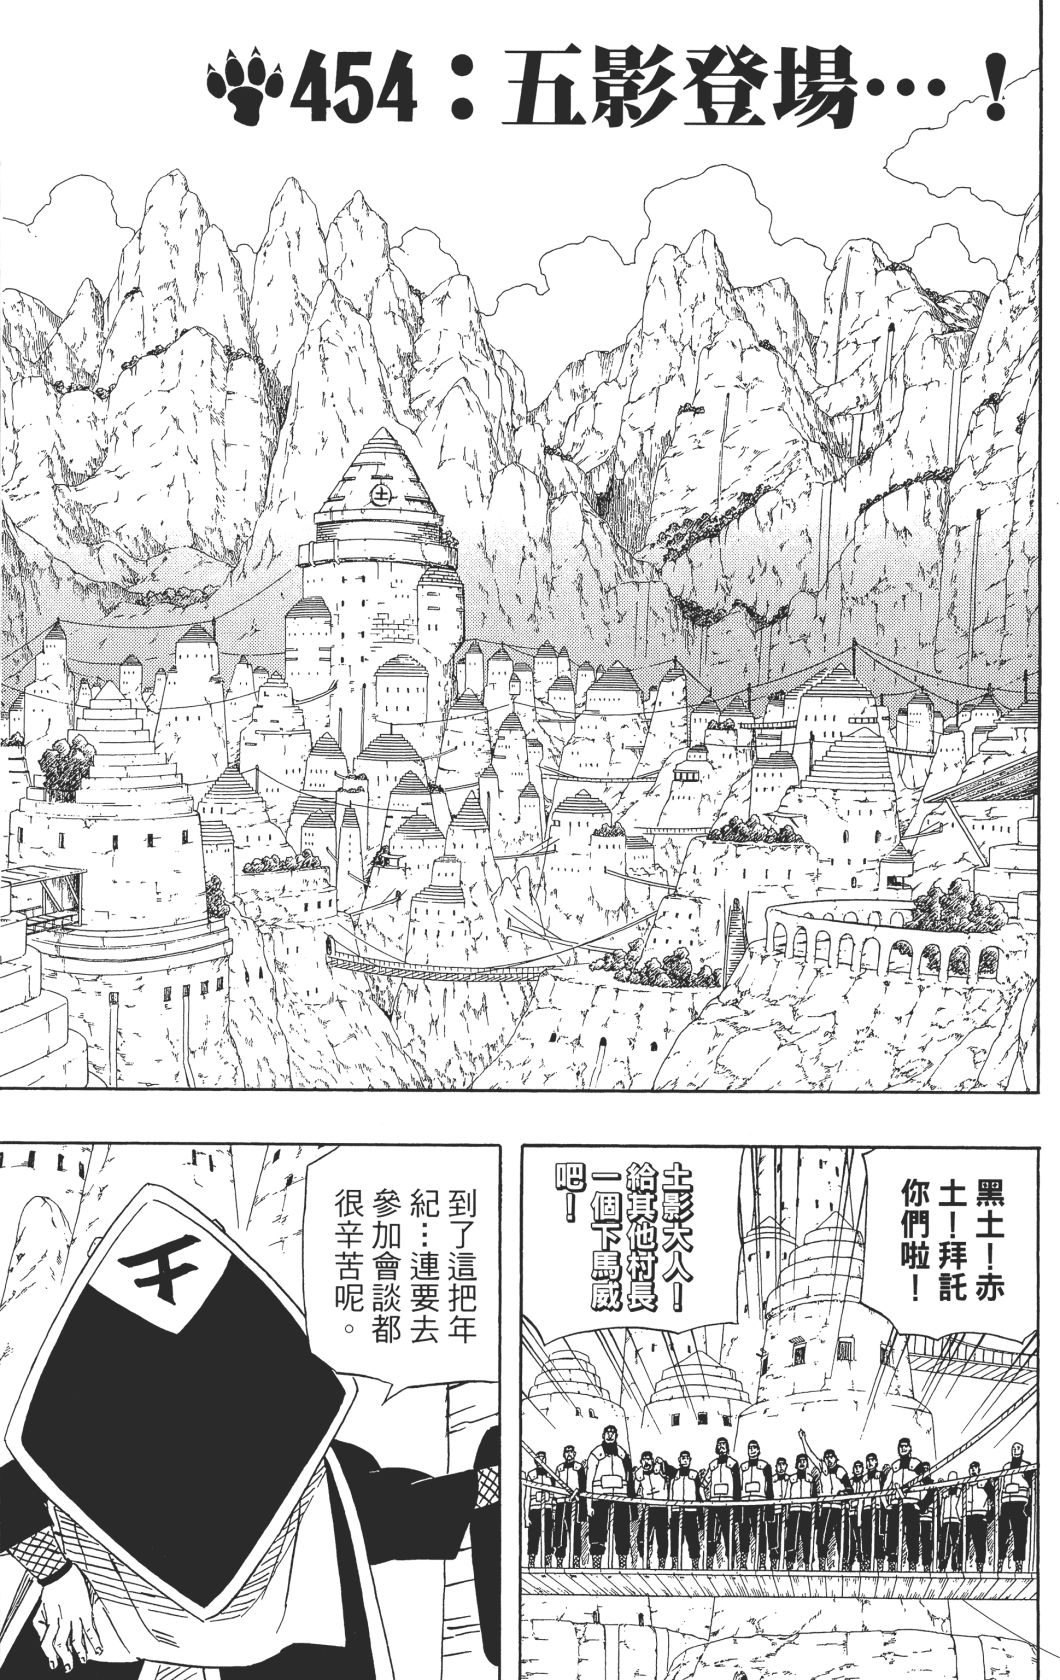 454：五影登場…！
土
黑土！赤
土！拜託
你們啦！
土影大人！
給其他村長
一個下馬威
吧！
到了這把年
紀…連要去
參加會談都
很辛苦呢。